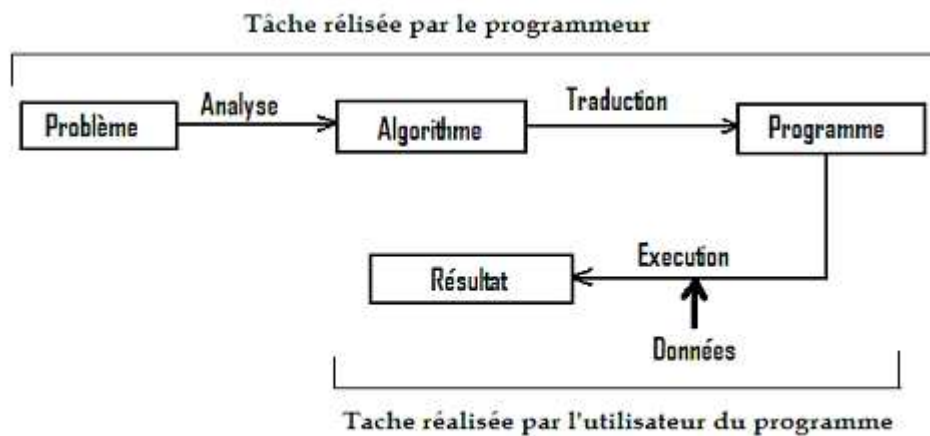 Tâche rélisée par le programmeur
Problème
Analyse
Algorithme
Traduction
Programme
Execution
Résultat
Données
Tache réalisée par l'utilisateur du programme